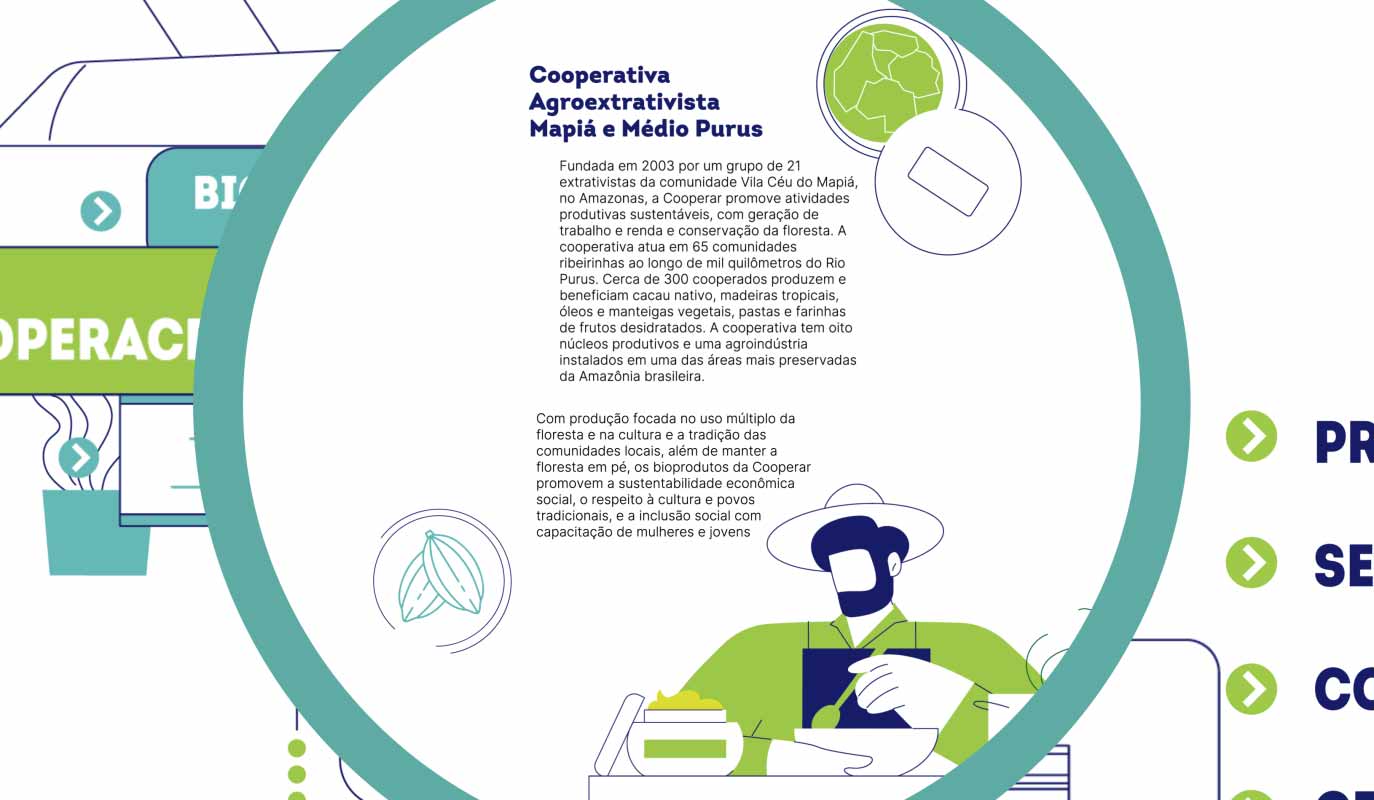 Cooperativa
Agroextrativista
Mapiá e Médio Purus
Fundada em 2003 por um grupo de 21
extrativistas da comunidade Vila Céu do Mapiá,
no Amazonas, a Cooperar promove atividades
produtivas sustentáveis, com geração de
trabalho e renda e conservação da floresta. A
cooperativa atua em 65 comunidades
ribeirinhas ao longo de mil quilômetros do Rio
Purus. Cerca de 300 cooperados produzem e
beneficiam cacau nativo, madeiras tropicais,
óleos e manteigas vegetais, pastas e farinhas
de frutos desidratados. A cooperativa tem oito
núcleos produtivos e uma agroindústria
instalados em uma das áreas mais preservadas
da Amazônia brasileira.
Com produção focada no uso múltiplo da
floresta e na cultura e a tradição das
comunidades locais, além de manter a
floresta em pé, os bioprodutos da Cooperar
promovem a sustentabilidade econômica
social, o respeito à cultura e povos
tradicionais, e a inclusão social com
capacitação de mulheres e jovens
BI
OPERAC
PR
SE
CO